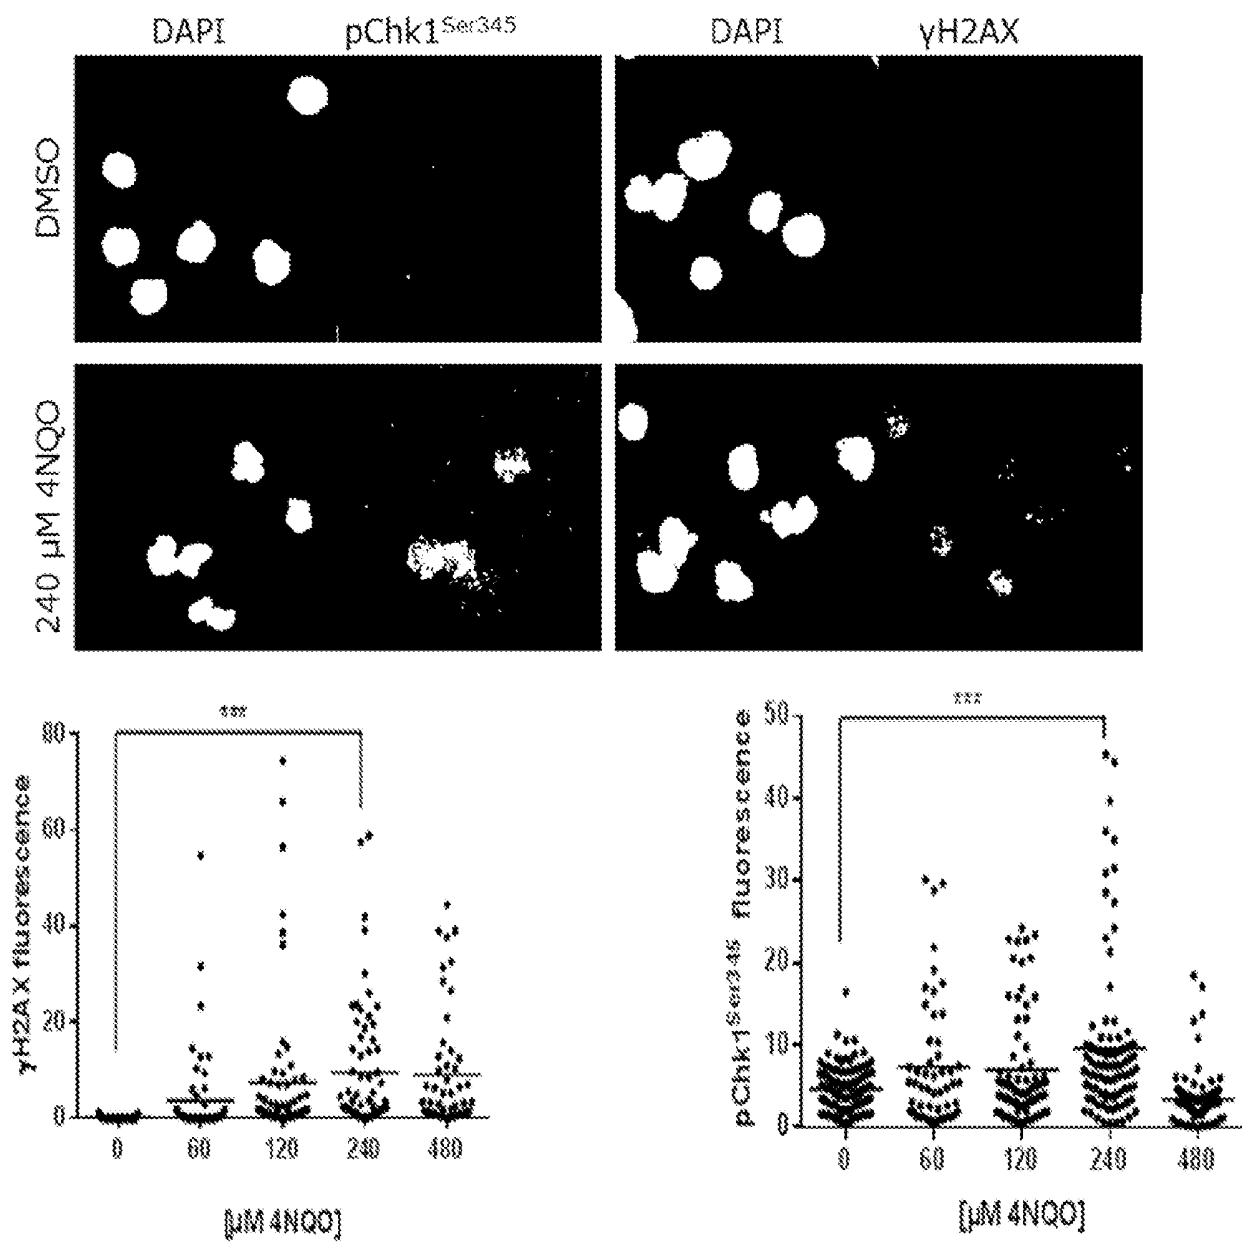 DAPI pChk1Ser345 DAPI γH2AX
DMSO
240 μM 4NQO
***
80
60
40
20
0
γH2AX fluorescence
0 60 120 240 480
[μM 4NQO]
***
50
40
30
20
10
0
pChk1Ser345 fluorescence
0 60 120 240 480
[μM 4NQO]